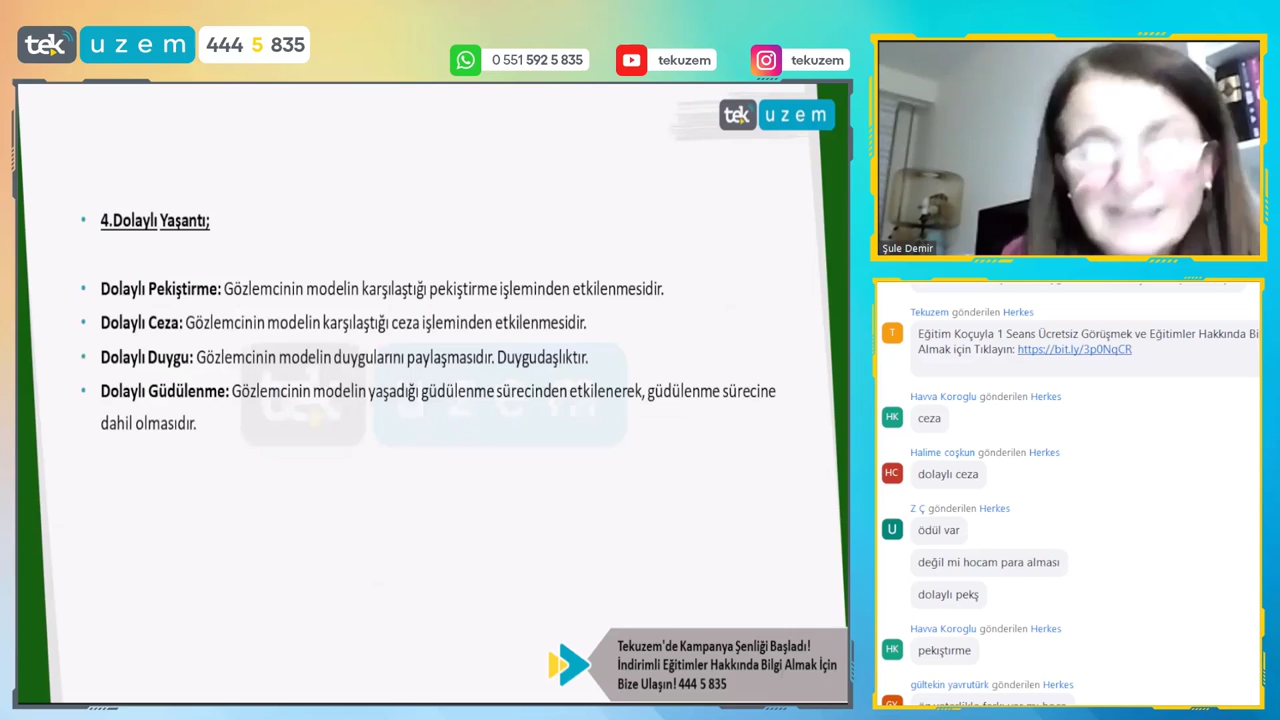 tek uzem 444 5 835
0 551 592 5 835
tekuzem
tekuzem
tek uzem
4.Dolaylı Yaşantı;
Dolaylı Pekiştirme: Gözlemcinin modelin karşılaştığı pekiştirme işleminden etkilenmesidir.
Dolaylı Ceza: Gözlemcinin modelin karşılaştığı ceza işleminden etkilenmesidir.
Dolaylı Duygu: Gözlemcinin modelin duygularını paylaşmasıdır. Duygudaşlıktır.
Dolaylı Güdülenme: Gözlemcinin modelin yaşadığı güdülenme sürecinden etkilenerek, güdülenme sürecine
dahil olmasıdır.
Tekuzem'de Kampanya Şenliği Başladı!
İndirimli Eğitimler Hakkında Bilgi Almak İçin
Bize Ulaşın! 444 5 835
Şule Demir
Tekuzem gönderilen Herkes
T
Eğitim Koçuyla 1 Seans Ücretsiz Görüşmek ve Eğitimler Hakkında Bi
Almak için Tıklayın: https://bit.ly/3p0NqCR
Havva Koroglu gönderilen Herkes
HK
ceza
Halime coşkun gönderilen Herkes
HC
dolaylı ceza
Z Ç gönderilen Herkes
U
ödül var
değil mi hocam para alması
dolaylı pekş
Havva Koroglu gönderilen Herkes
HK
pekıştırme
gültekin yavrutürk gönderilen Herkes